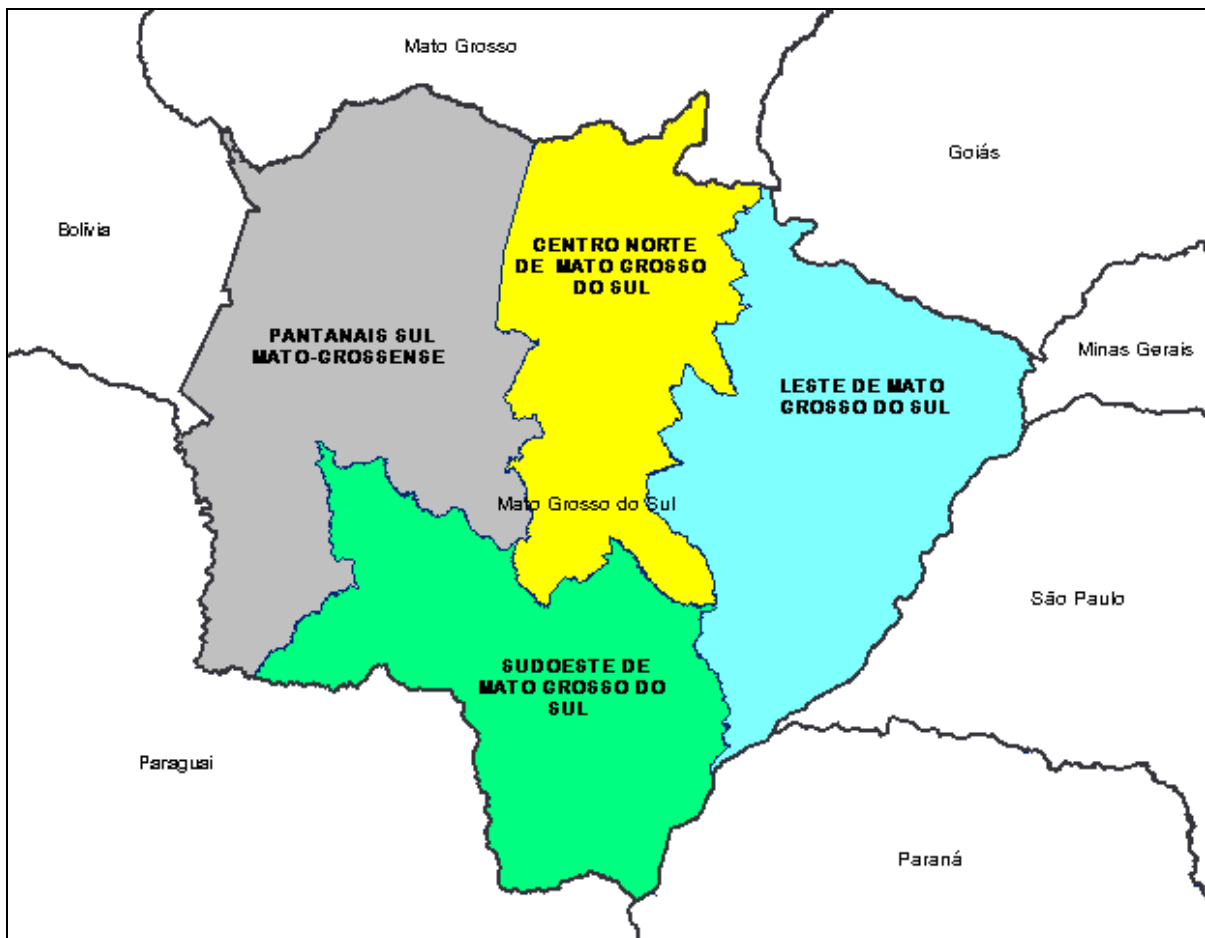 Mato Grosso
Goiás
Bolívia
CENTRO NORTE
DE MATO GROSSO
DO SUL
PANTANAIS SUL
MATO-GROSSENSE
Minas Gerais
LESTE DE MATO
GROSSO DO SUL
Mato Grosso do Sul
São Paulo
SUDOESTE DE
MATO GROSSO DO
SUL
Paraguai
Paraná